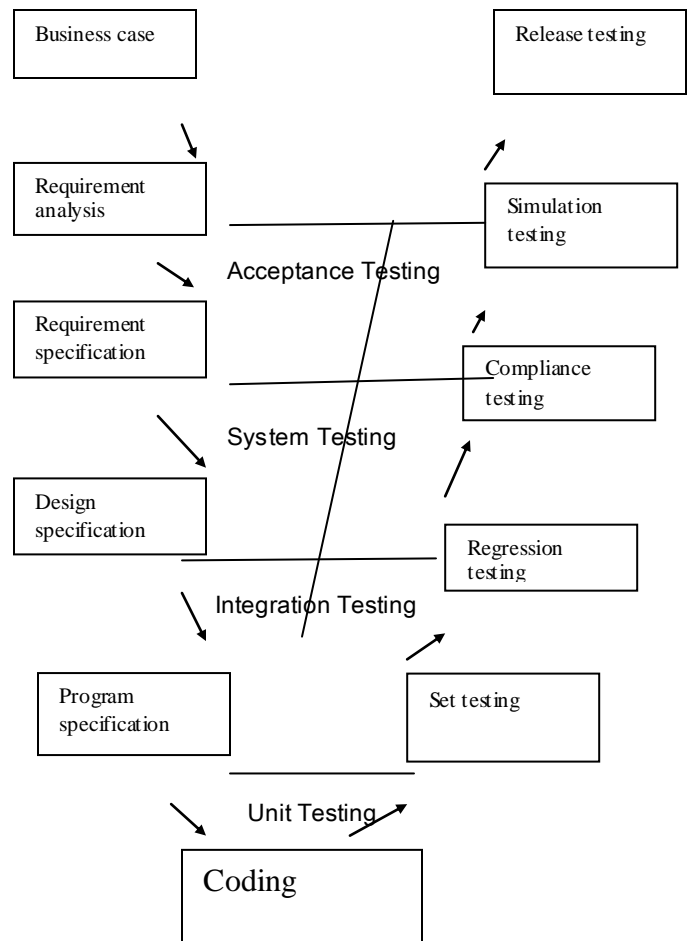 Business case
Release testing
Requirement
analysis
Simulation
testing
Acceptance Testing
Requirement
specification
Compliance
testing
System Testing
Design
specification
Regression
testing
Integration Testing
Program
specification
Set testing
Unit Testing
Coding